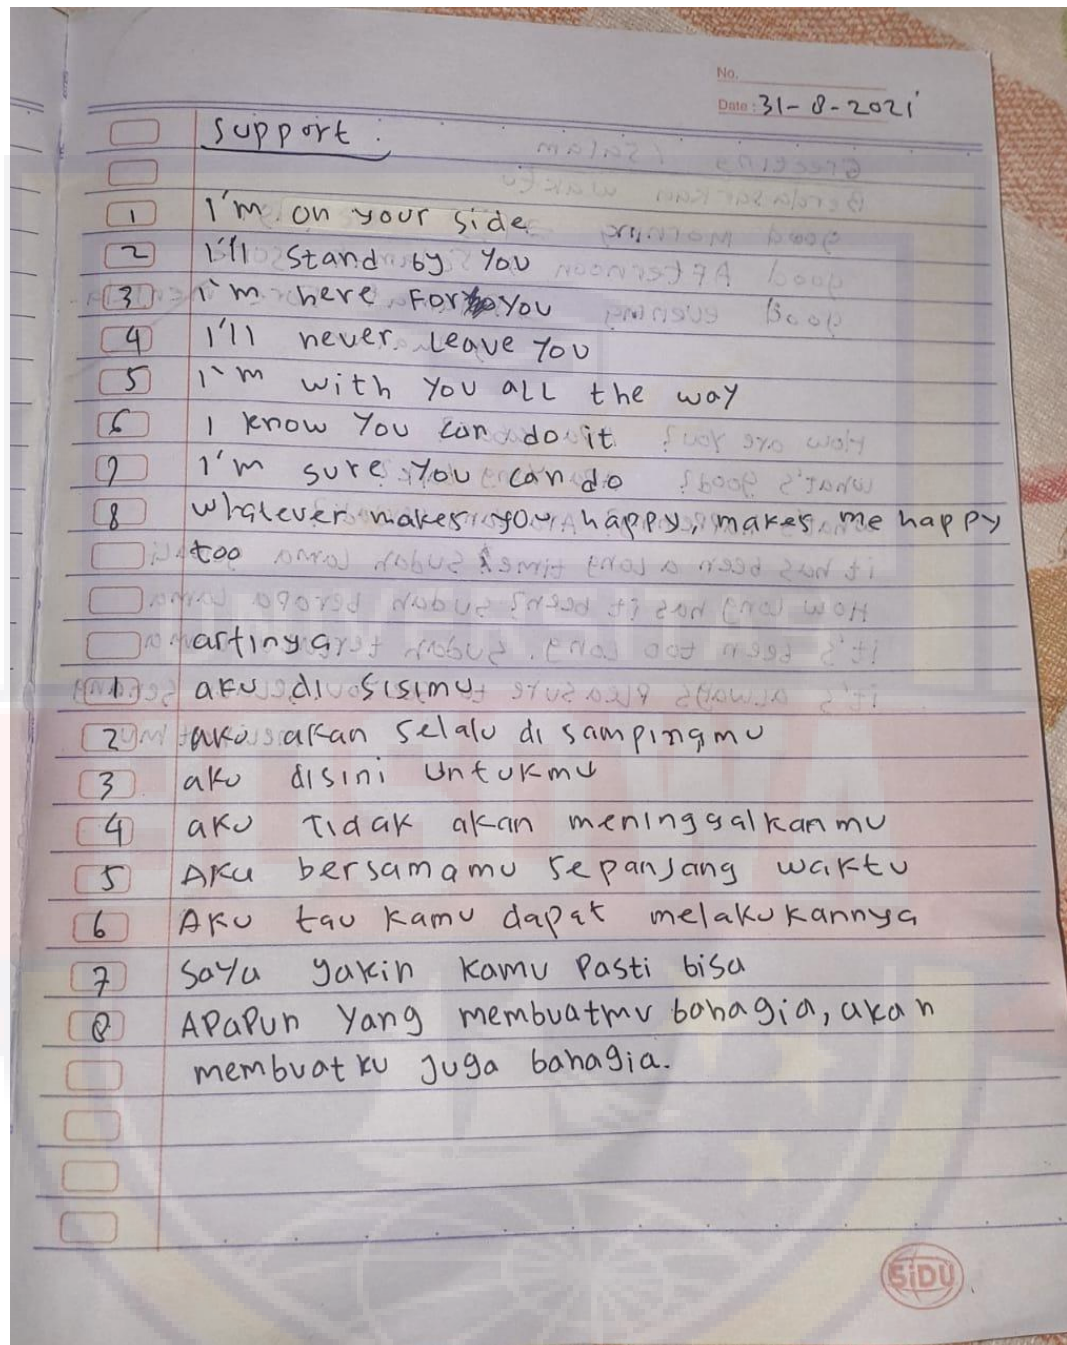 No.
Date : 31-8-2021
Support :
1 I'm on your side
2 I'll stand by you
3 i'm here For you
4 I'll never Leave You
5 I'm with You all the way
6 I know You can do it
7 I'm sure You can do
8 whatever makes you happy, makes me happy
too
artinya
1 aku di sisimu
2 aku akan selalu di sampingmu
3 aku disini untukmu
4 aku Tidak akan meninggalkanmu
5 Aku bersamamu sepanjang waktu
6 Aku tau kamu dapat melakukannya
7 Saya yakin kamu Pasti bisa
8 APaPun Yang membuatmu bahagia, akan
membuat ku Juga bahagia.
SiDU